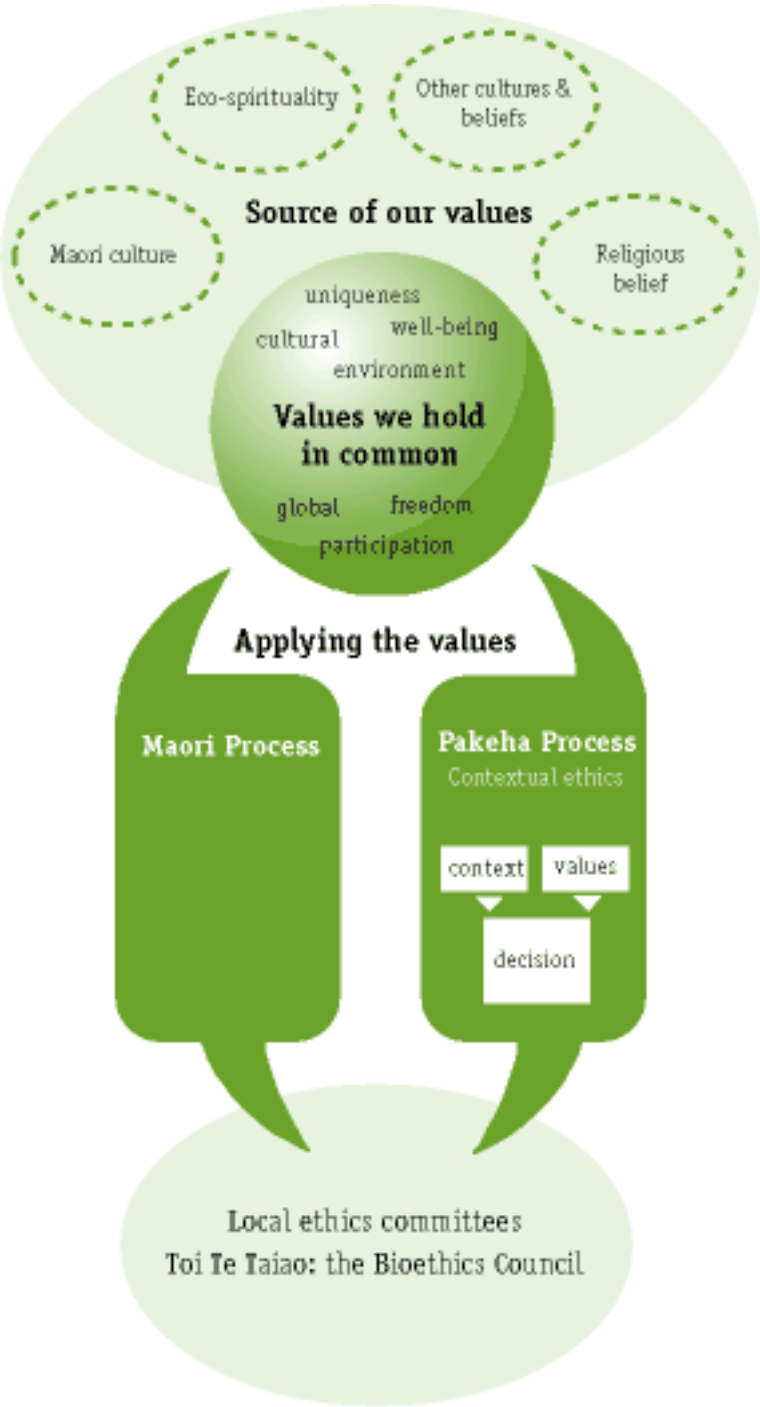 Eco-spirituality
Other cultures &
beliefs
Source of our values
Maori culture
Religious
belief
uniqueness
cultural
well-being
environment
Values we hold
in common
global
freedom
participation
Applying the values
Maori Process
Pakeha Process
Contextual ethics
context
values
decision
Local ethics committees
Toi Te Taiao: the Bioethics Council